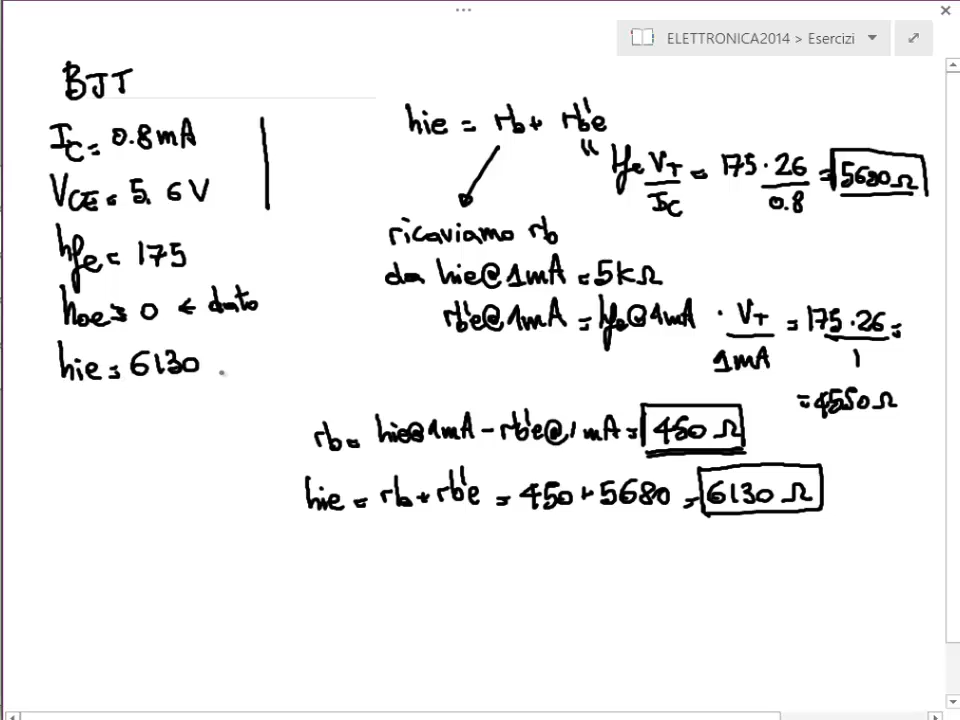 ELETTRONICA2014 > Esercizi
BJT
IC = 0.8mA
VCE = 5.6V
hfe = 175
hoe = 0 ← dato
hie = 6130
hie = rb + rb'e
" hfe VT/IC = 175 · 26/0.8 = 5680 Ω
ricaviamo rb
da hie@1mA = 5kΩ
rb'e@1mA = hfe@1mA · VT/1mA = 175·26/1 =
= 4550 Ω
rb = hie@1mA - rb'e@1mA = 450 Ω
hie = rb + rb'e = 450 + 5680 = 6130 Ω